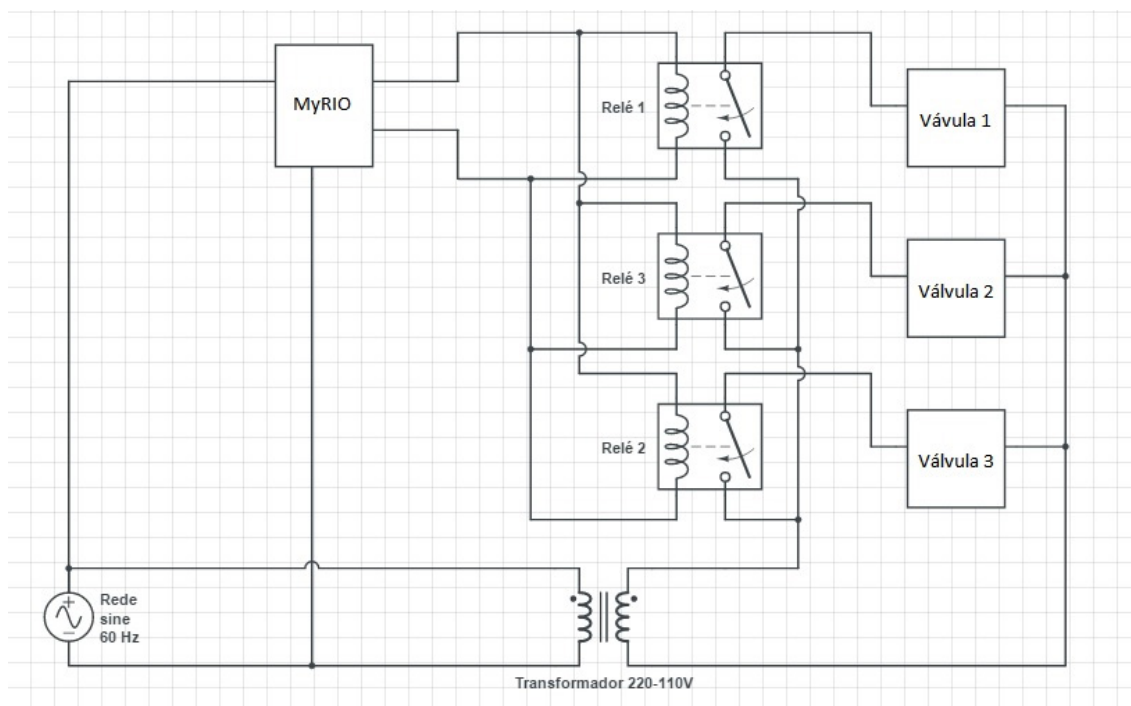 MyRIO
Relé 1
Vávula 1
Relé 3
Válvula 2
Relé 2
Válvula 3
Rede
sine
60 Hz
Transformador 220-110V